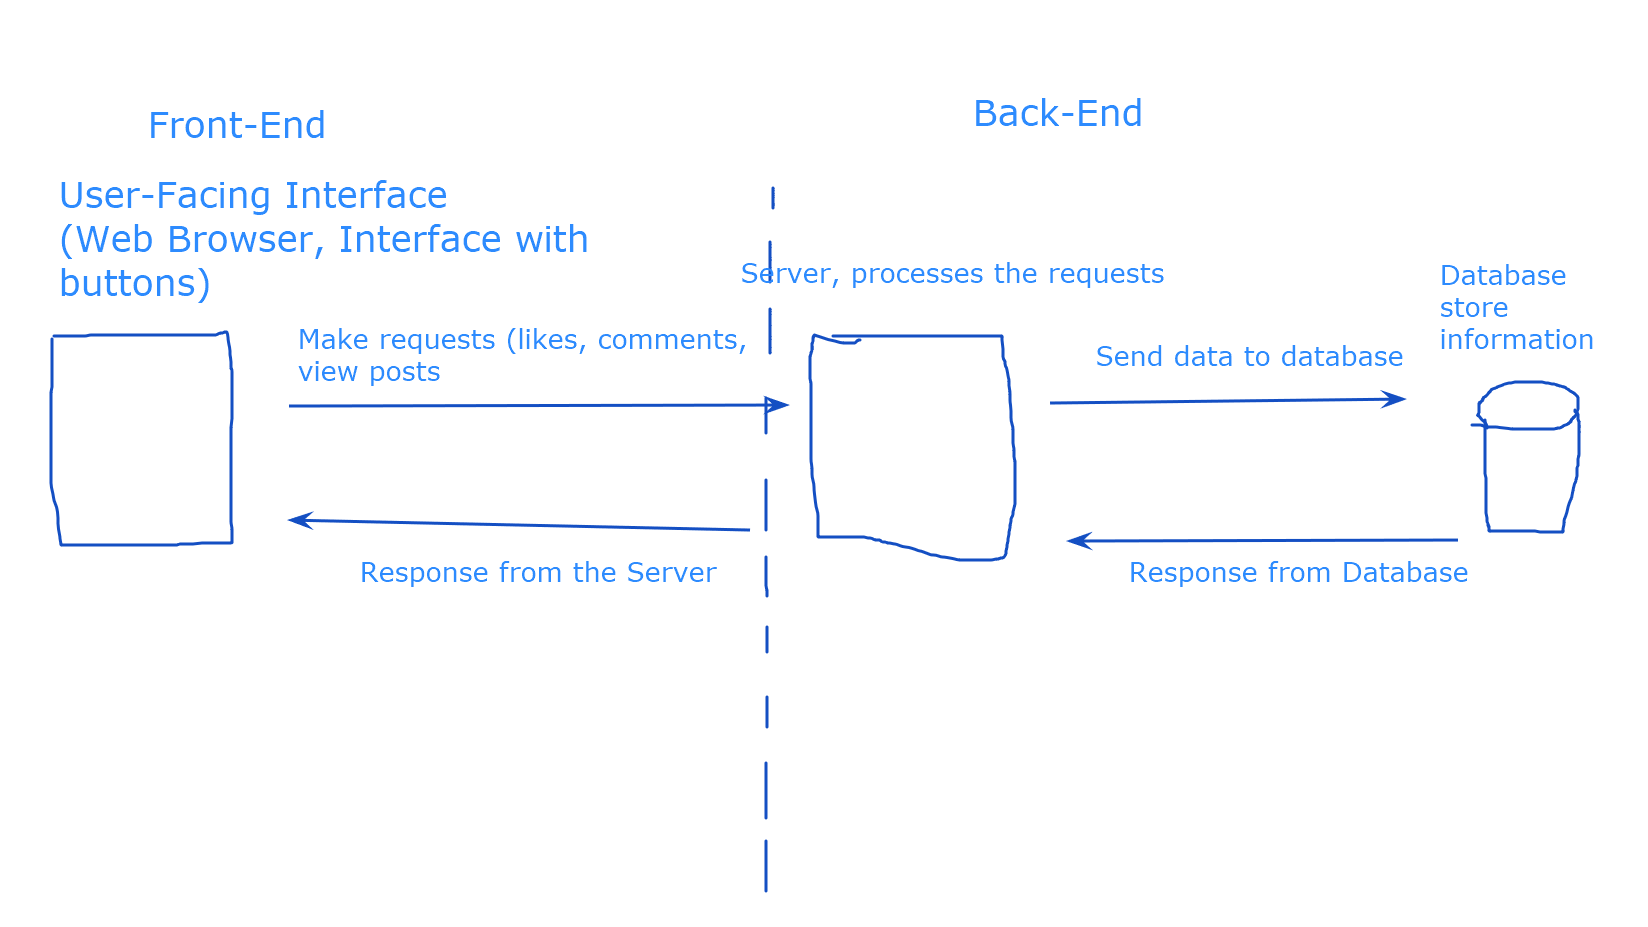 Front-End
Back-End
User-Facing Interface
(Web Browser, Interface with
buttons)
Server, processes the requests
Database
store
information
Make requests (likes, comments,
view posts
Send data to database
Response from the Server
Response from Database